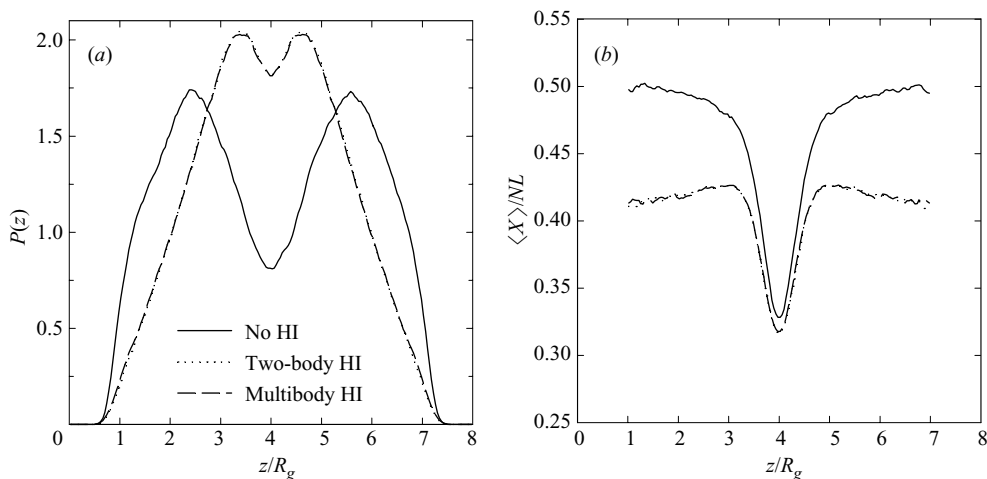 (a)
2.0
1.5
1.0
0.5
P(z)
No HI
Two-body HI
Multibody HI
0 1 2 3 4 5 6 7 8
z/R_g
(b)
0.55
0.50
0.45
0.40
0.35
0.30
0.25
⟨X⟩/NL
0 1 2 3 4 5 6 7 8
z/R_g